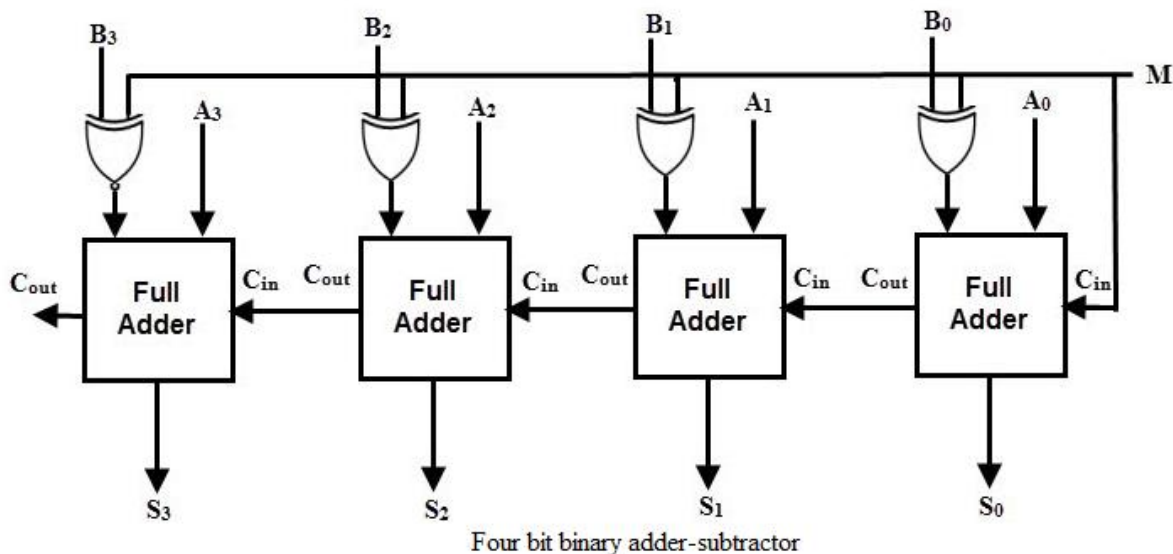 B3 B2 B1 B0
M
A3 A2 A1 A0
Cout Full Adder Cin Cout Full Adder Cin Cout Full Adder Cin Cout Full Adder Cin
S3 S2 S1 S0
Four bit binary adder-subtractor